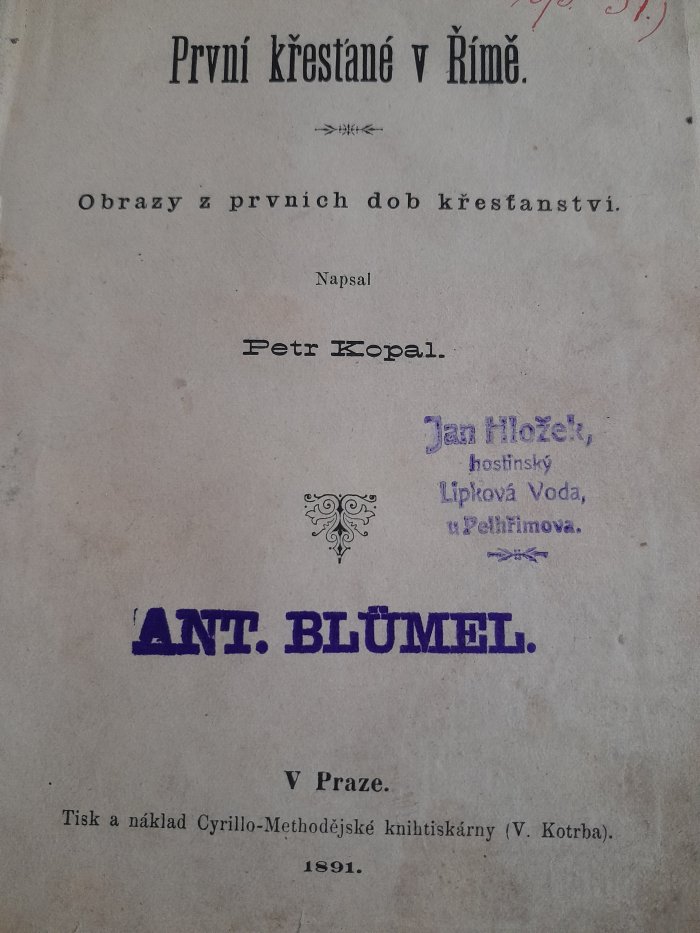 První křesťané v Římě.
Obrazy z prvních dob křesťanství.
Napsal
Petr Kopal.
Jan Hložek,
hostinský
Lipková Voda,
u Pelhřimova.
ANT. BLÜMEL.
V Praze.
Tisk a náklad Cyrillo-Methodějské knihtiskárny (V. Kotrba).
1891.